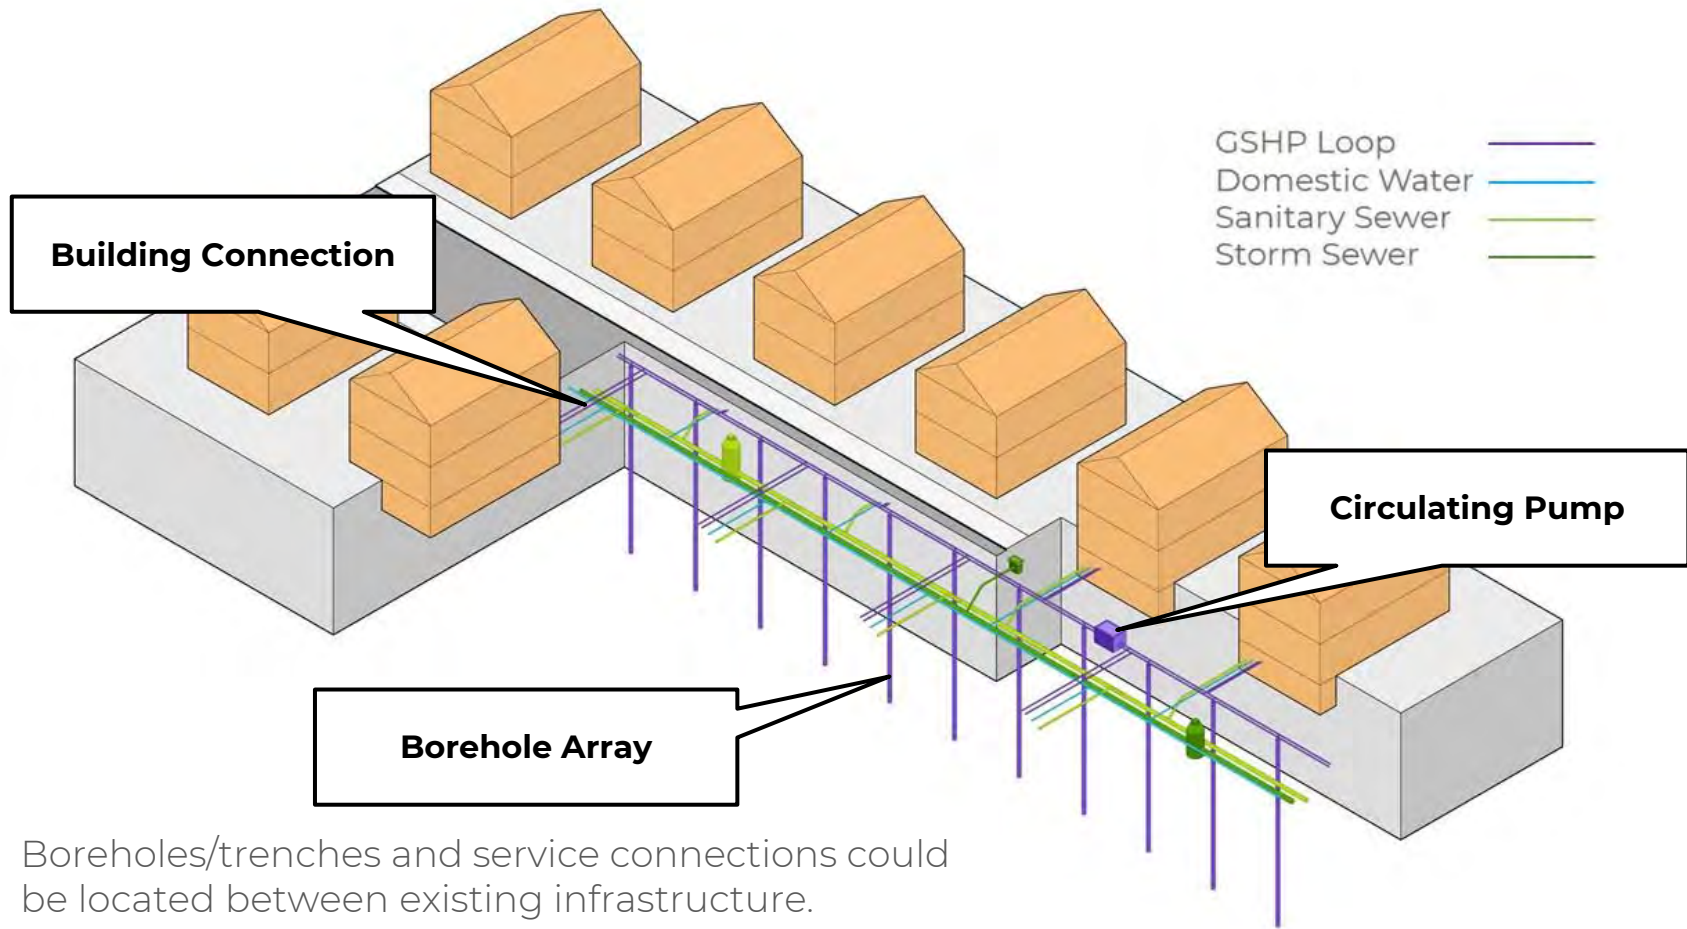 GSHP Loop
Domestic Water
Sanitary Sewer
Storm Sewer
Building Connection
Circulating Pump
Borehole Array
Boreholes/trenches and service connections could
be located between existing infrastructure.